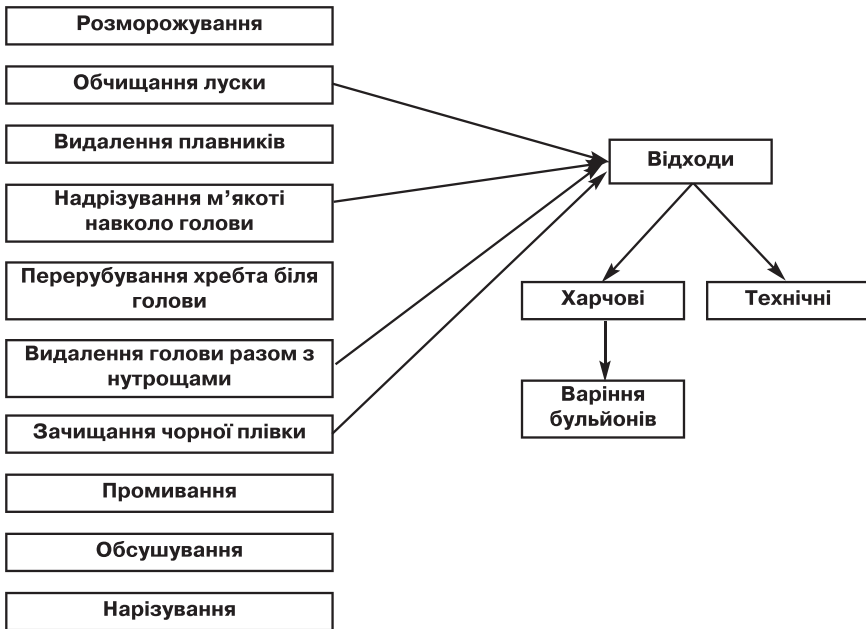 Розморожування
Обчищання луски
Видалення плавників
Надрізування м’якоті
навколо голови
Перерубування хребта біля
голови
Видалення голови разом з
нутрощами
Зачищання чорної плівки
Промивання
Обсушування
Нарізування
Відходи
Харчові
Технічні
Варіння
бульйонів